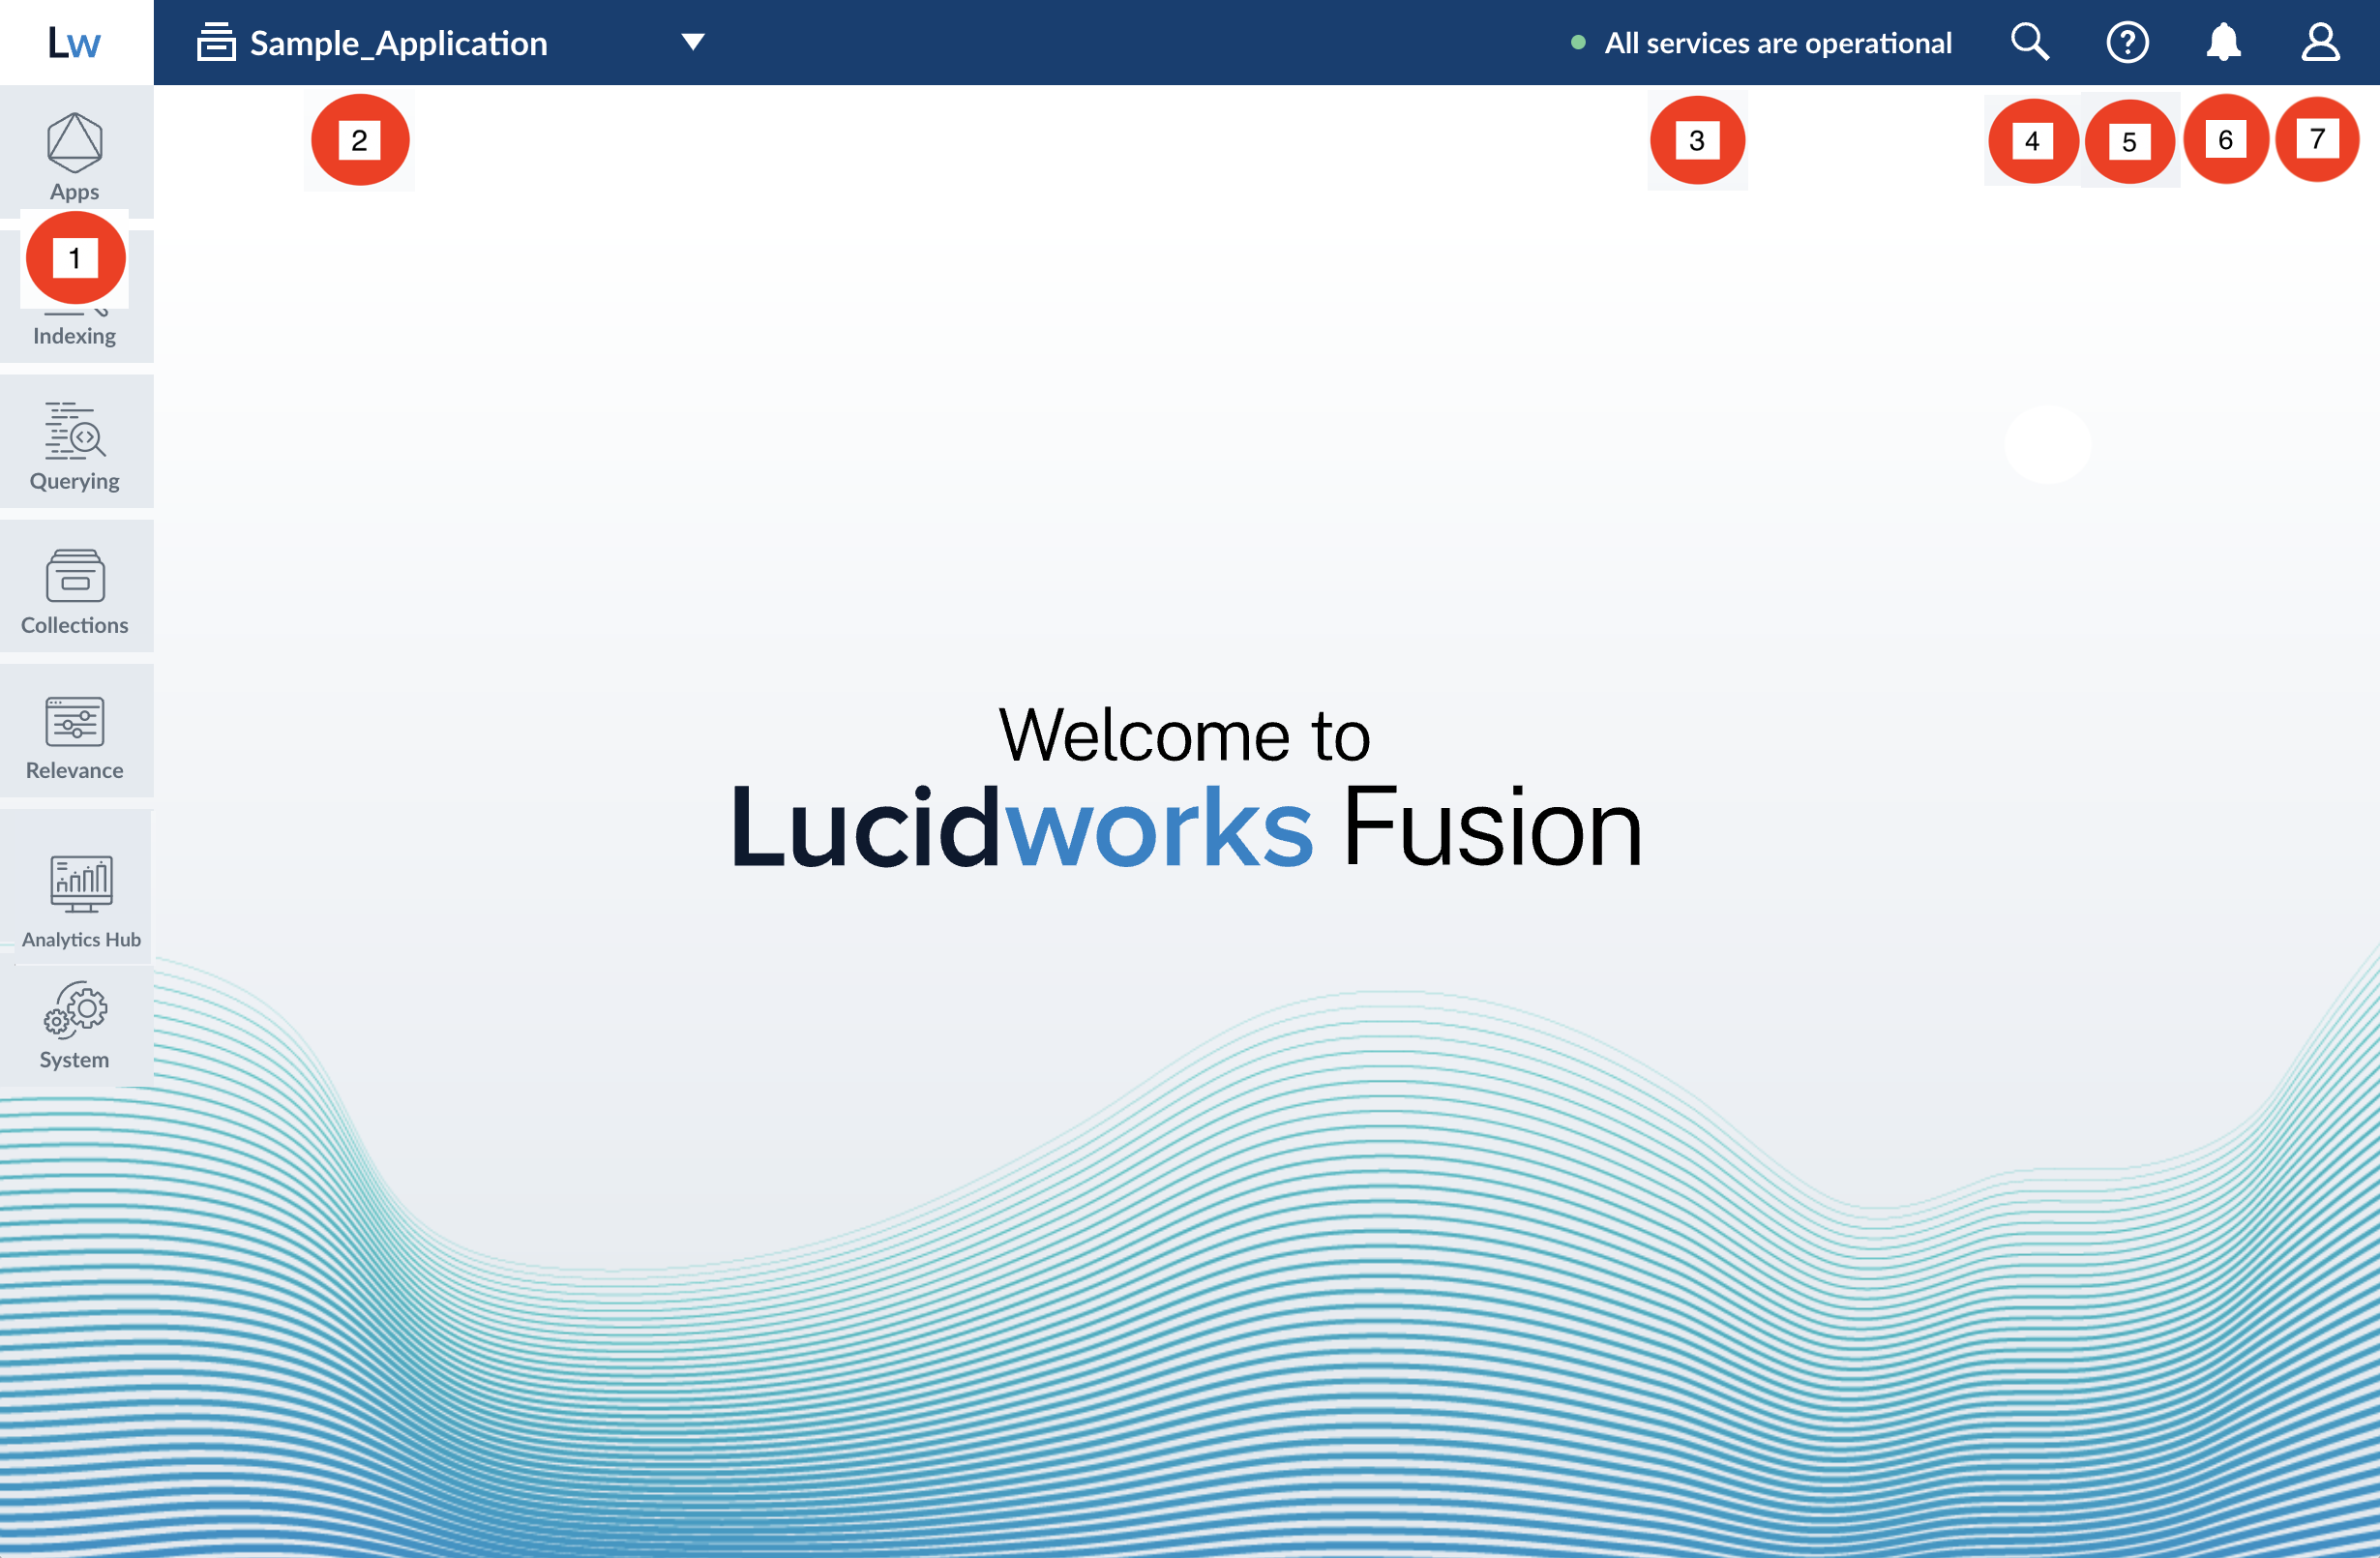 Lw
Sample_Application
All services are operational
?
Apps
2
3
4
5
6
7
1
Indexing
Querying
Collections
Relevance
Analytics Hub
System
Welcome to
Lucidworks Fusion